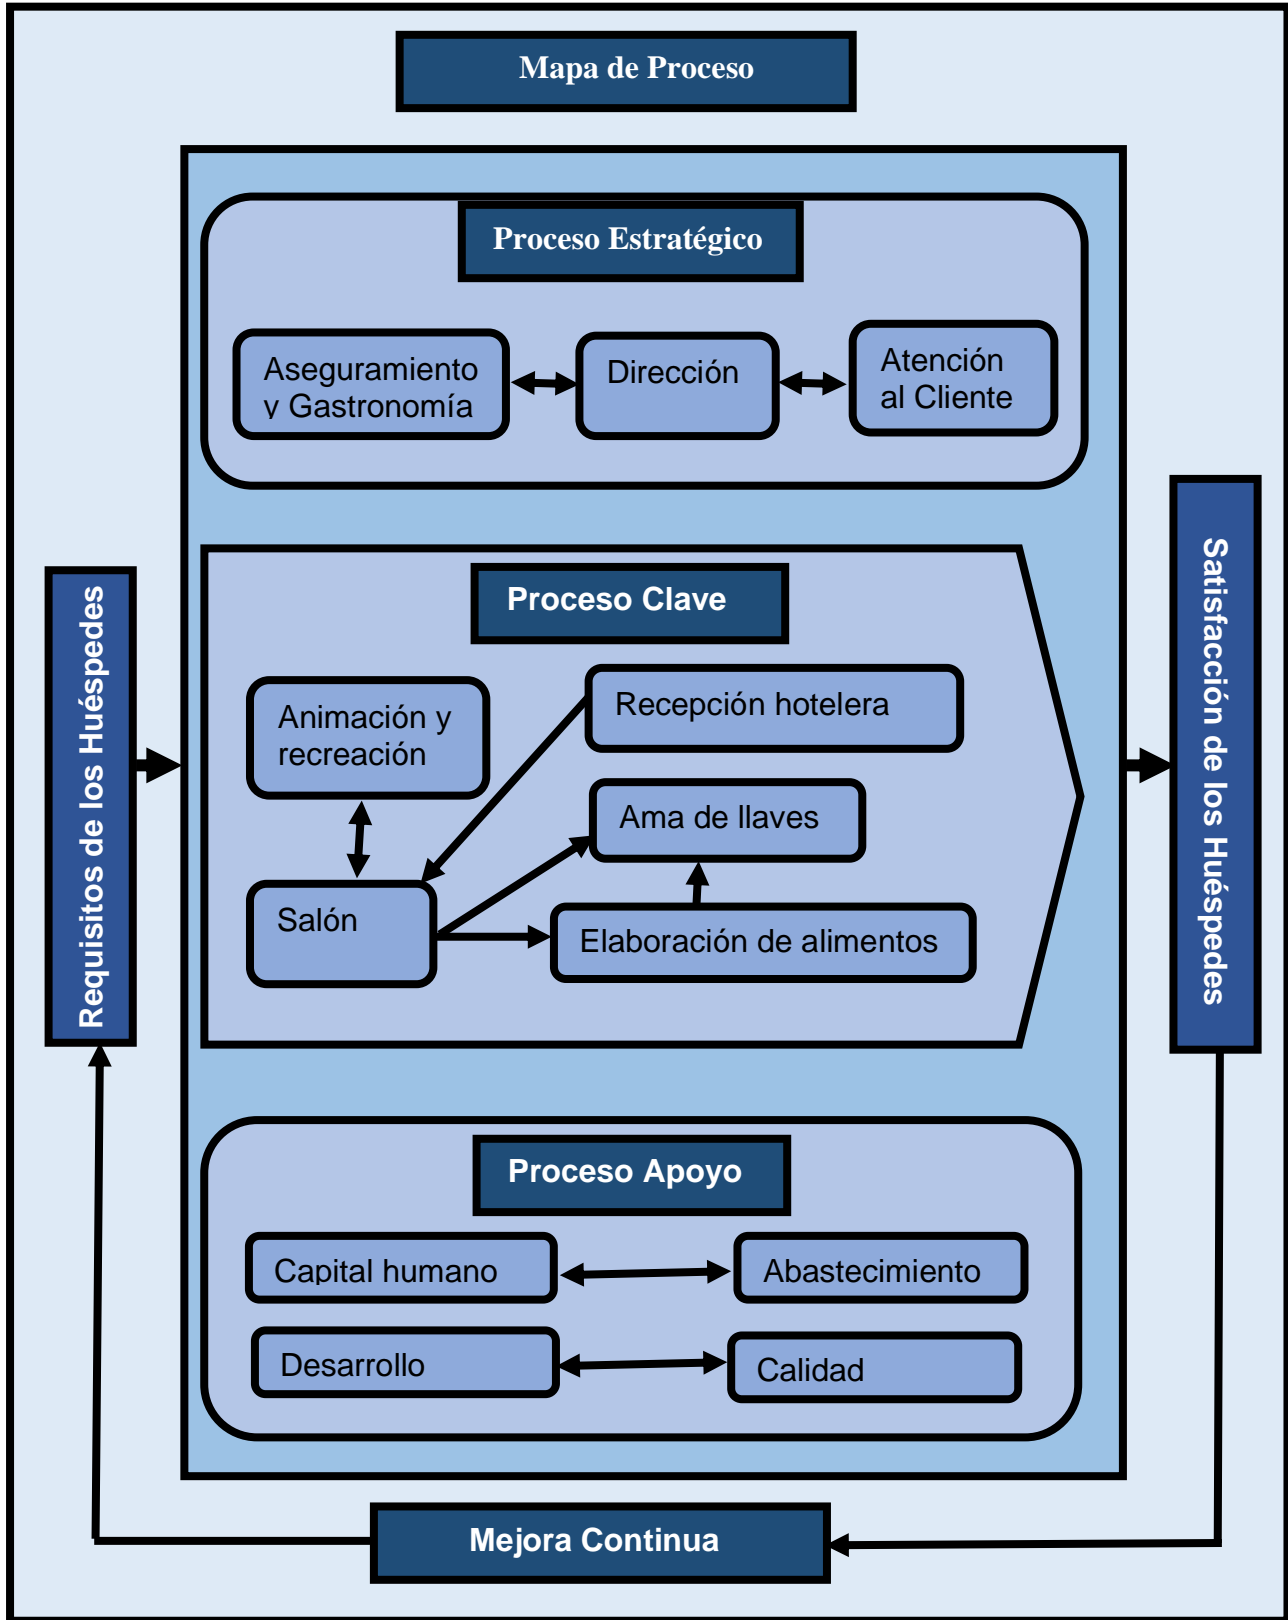 Mapa de Proceso
Proceso Estratégico
Aseguramiento
y Gastronomía
Dirección
Atención
al Cliente
Requisitos de los Huéspedes
Proceso Clave
Animación y
recreación
Recepción hotelera
Ama de llaves
Salón
Elaboración de alimentos
Satisfacción de los Huéspedes
Proceso Apoyo
Capital humano
Abastecimiento
Desarrollo
Calidad
Mejora Continua